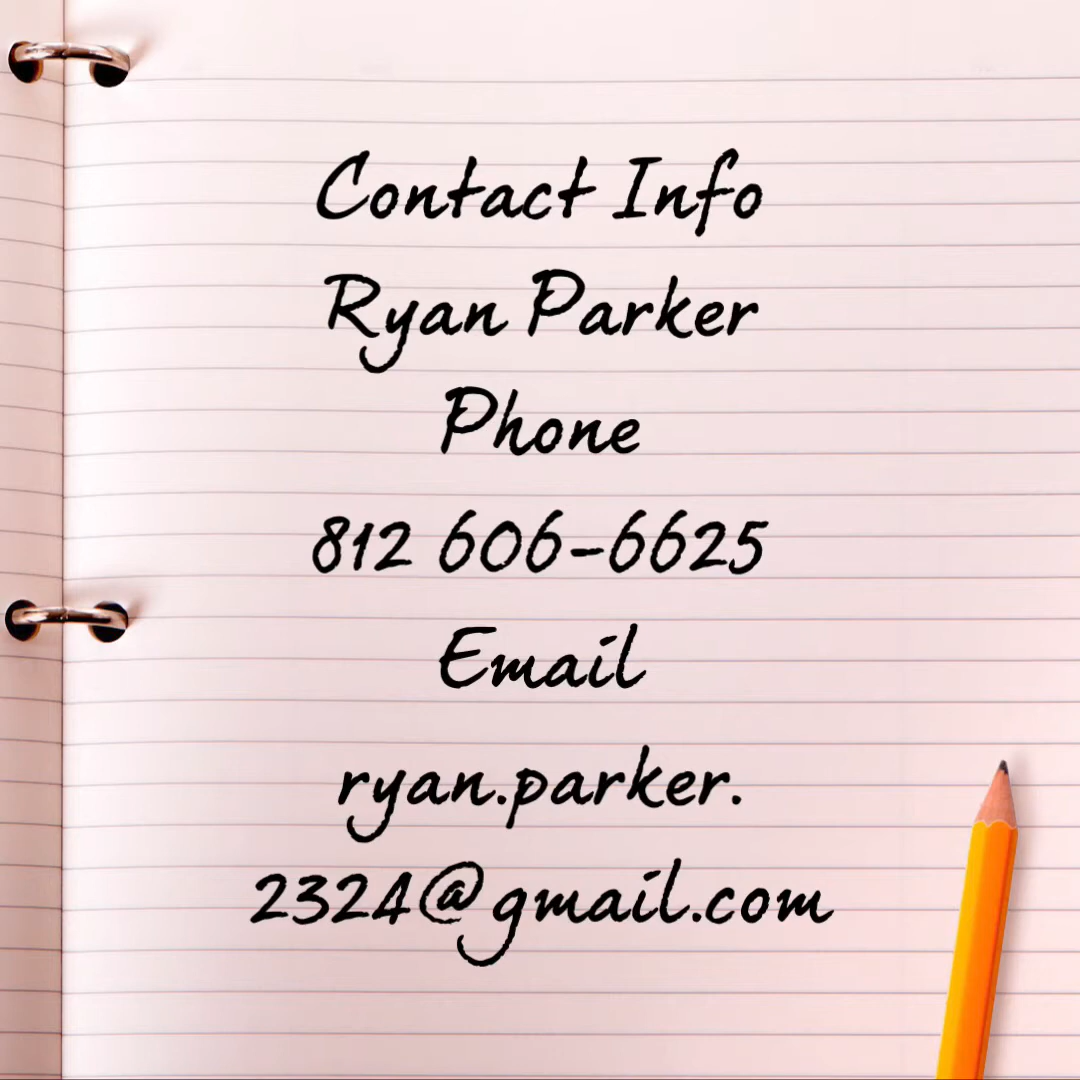 Contact Info
Ryan Parker
Phone
812 606-6625
Email
ryan.parker.
2324@gmail.com